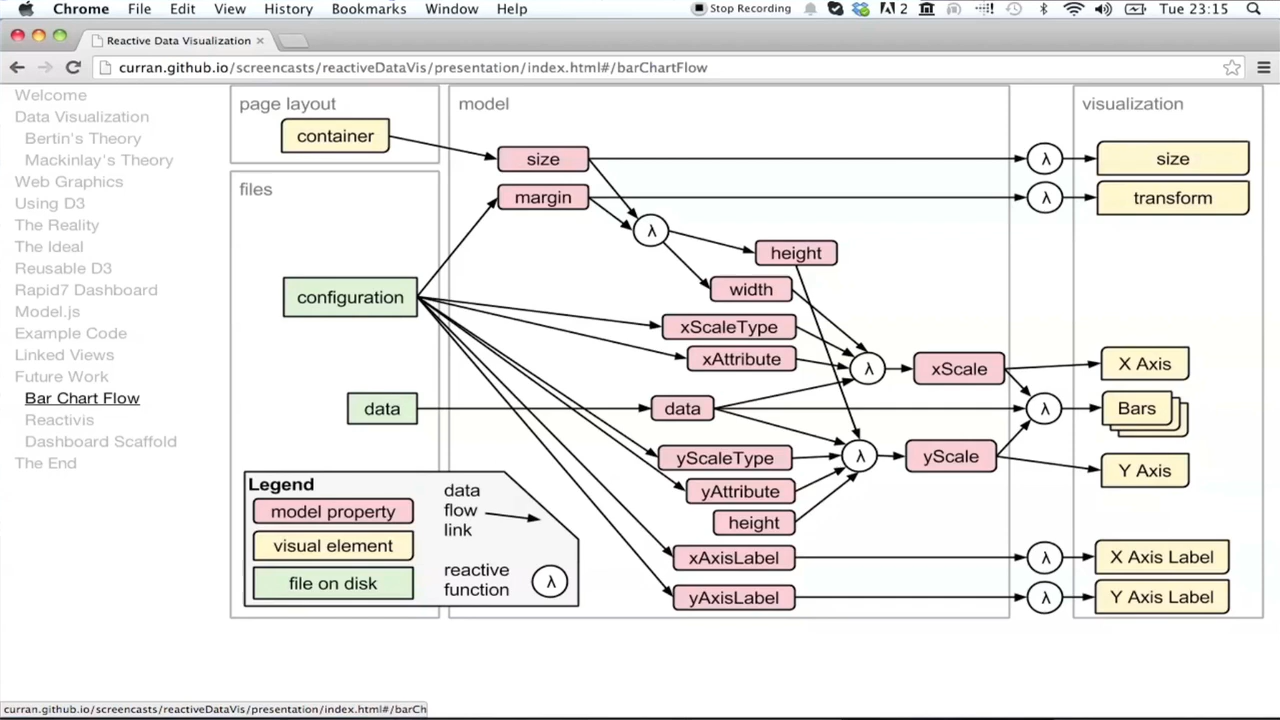 Chrome File Edit View History Bookmarks Window Help Stop Recording 2 Tue 23:15
Reactive Data Visualization
curran.github.io/screencasts/reactiveDataVis/presentation/index.html#/barChartFlow
Welcome
Data Visualization
Bertin's Theory
Mackinlay's Theory
Web Graphics
Using D3
The Reality
The Ideal
Reusable D3
Rapid7 Dashboard
Model.js
Example Code
Linked Views
Future Work
Bar Chart Flow
Reactivis
Dashboard Scaffold
The End
page layout
container
files
configuration
data
model
size
margin
λ
height
width
xScaleType
xAttribute
λ
xScale
data
yScaleType
λ
yScale
yAttribute
height
xAxisLabel
yAxisLabel
λ
λ
λ
λ
λ
visualization
size
transform
X Axis
Bars
Y Axis
X Axis Label
Y Axis Label
Legend
model property
visual element
file on disk
data
flow
link
reactive
function
λ
curran.github.io/screencasts/reactiveDataVis/presentation/index.html#/barCh